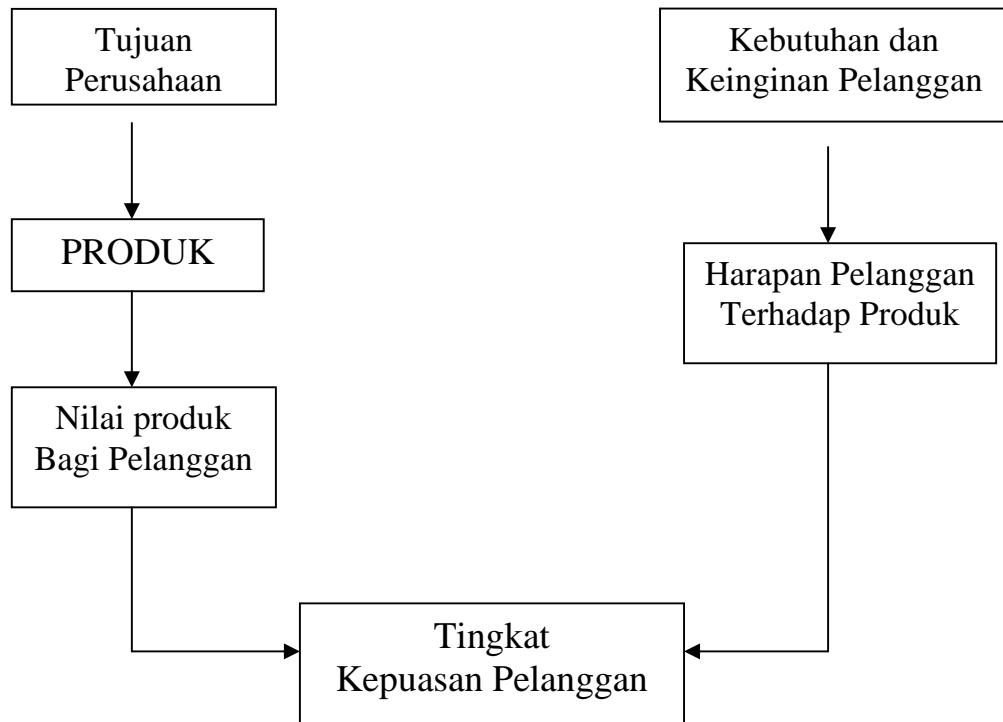 Tujuan
Perusahaan
Kebutuhan dan
Keinginan Pelanggan
PRODUK
Harapan Pelanggan
Terhadap Produk
Nilai produk
Bagi Pelanggan
Tingkat
Kepuasan Pelanggan